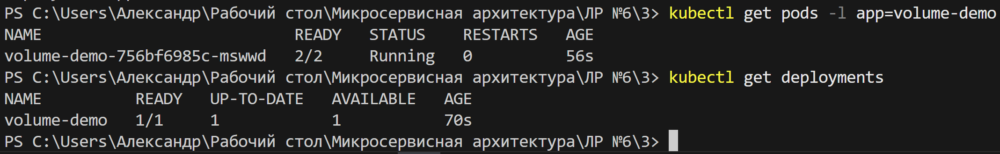 PS C:\Users\Александр\Рабочий стол\Микросервисная архитектура\ЛР №6\3> kubectl get pods -l app=volume-demo
NAME READY STATUS RESTARTS AGE
volume-demo-756bf6985c-mswwd 2/2 Running 0 56s
PS C:\Users\Александр\Рабочий стол\Микросервисная архитектура\ЛР №6\3> kubectl get deployments
NAME READY UP-TO-DATE AVAILABLE AGE
volume-demo 1/1 1 1 70s
PS C:\Users\Александр\Рабочий стол\Микросервисная архитектура\ЛР №6\3>